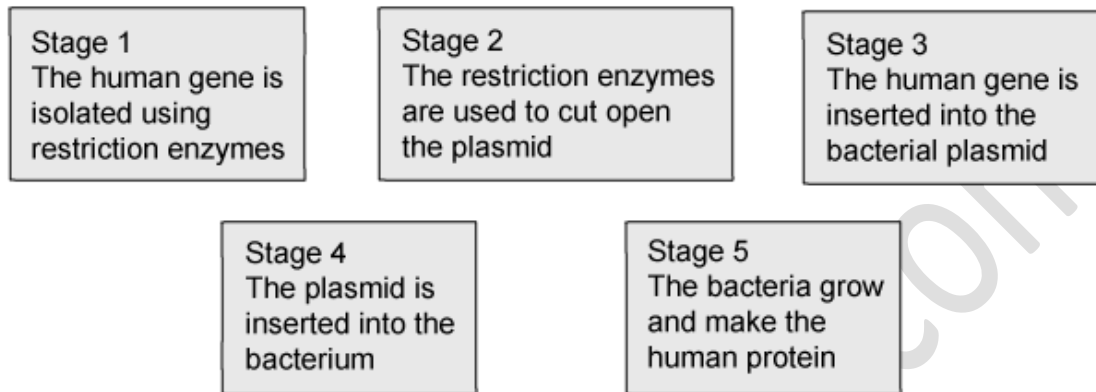 Stage 1
The human gene is
isolated using
restriction enzymes
Stage 2
The restriction enzymes
are used to cut open
the plasmid
Stage 3
The human gene is
inserted into the
bacterial plasmid
Stage 4
The plasmid is
inserted into the
bacterium
Stage 5
The bacteria grow
and make the
human protein